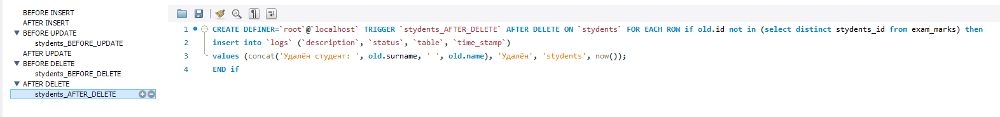 BEFORE INSERT
AFTER INSERT
BEFORE UPDATE
stydents_BEFORE_UPDATE
AFTER UPDATE
BEFORE DELETE
stydents_BEFORE_DELETE
AFTER DELETE
stydents_AFTER_DELETE
1 CREATE DEFINER=`root`@`localhost` TRIGGER `stydents_AFTER_DELETE` AFTER DELETE ON `stydents` FOR EACH ROW if old.id not in (select distinct stydents_id from exam_marks) then
2 insert into `logs` (`description`, `status`, `table`, `time_stamp`)
3 values (concat('Удалён студент: ', old.surname, ' ', old.name), 'Удалён', 'stydents', now());
4 END if